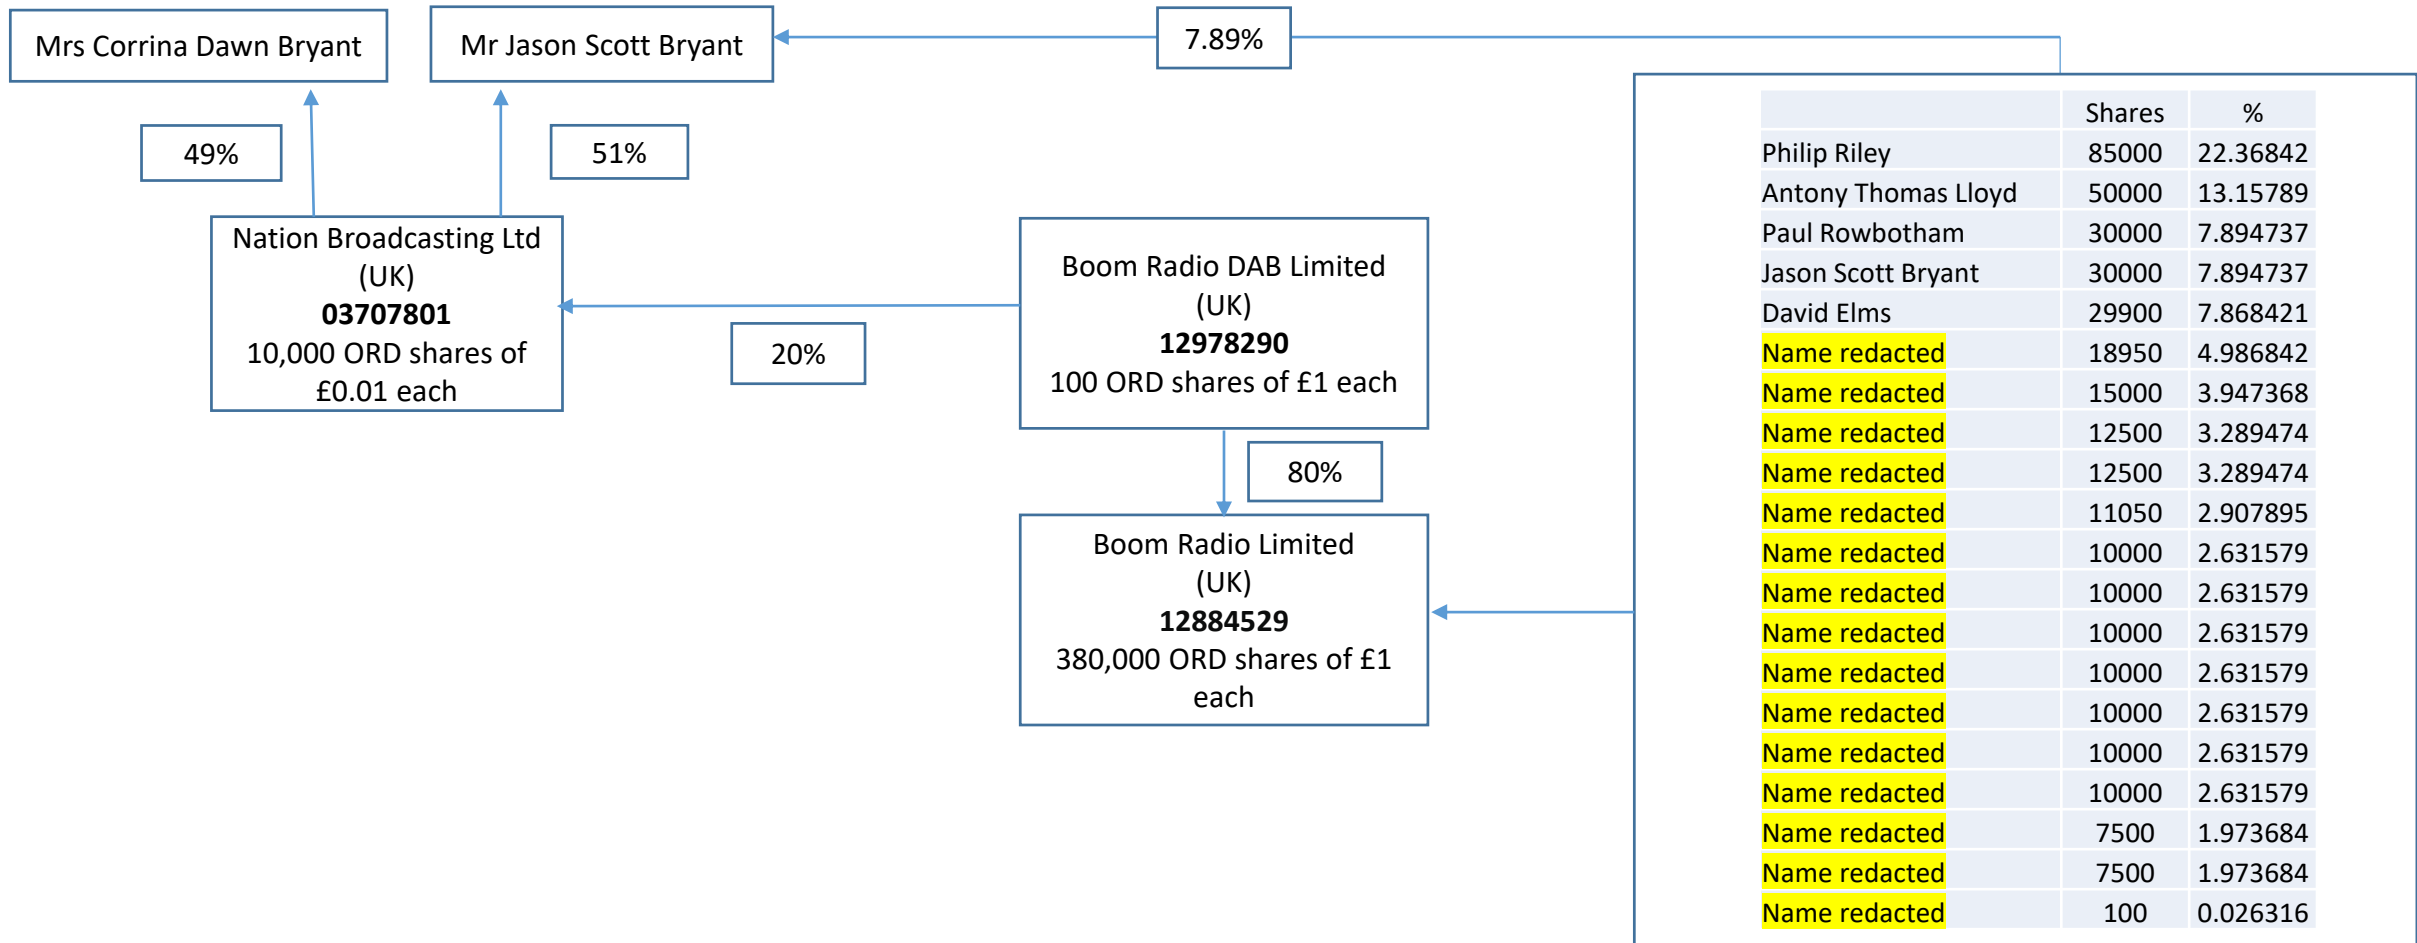 Mrs Corrina Dawn Bryant
Mr Jason Scott Bryant
7.89%
49%
51%
Nation Broadcasting Ltd
(UK)
03707801
10,000 ORD shares of
£0.01 each
20%
Boom Radio DAB Limited
(UK)
12978290
100 ORD shares of £1 each
80%
Boom Radio Limited
(UK)
12884529
380,000 ORD shares of £1
each
Shares %
Philip Riley 85000 22.36842
Antony Thomas Lloyd 50000 13.15789
Paul Rowbotham 30000 7.894737
Jason Scott Bryant 30000 7.894737
David Elms 29900 7.868421
Name redacted 18950 4.986842
Name redacted 15000 3.947368
Name redacted 12500 3.289474
Name redacted 12500 3.289474
Name redacted 11050 2.907895
Name redacted 10000 2.631579
Name redacted 10000 2.631579
Name redacted 10000 2.631579
Name redacted 10000 2.631579
Name redacted 10000 2.631579
Name redacted 10000 2.631579
Name redacted 10000 2.631579
Name redacted 7500 1.973684
Name redacted 7500 1.973684
Name redacted 100 0.026316